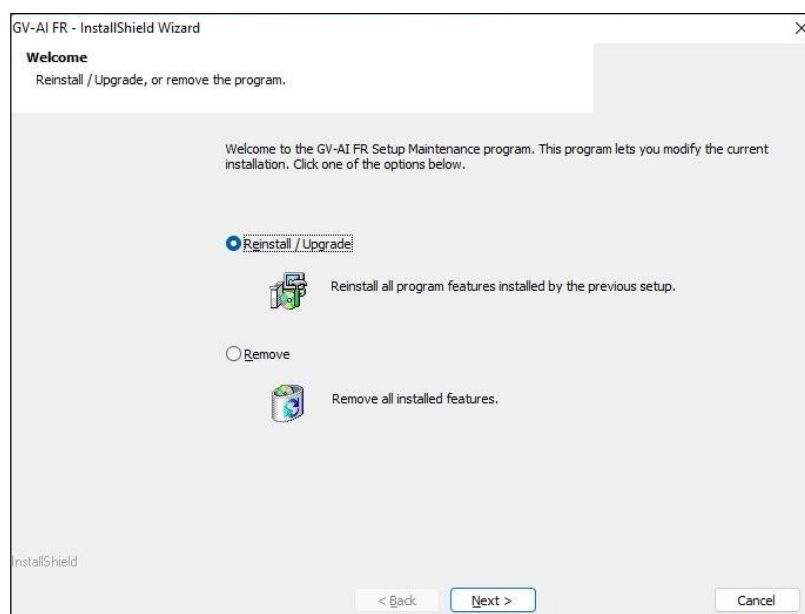 GV-AI FR - InstallShield Wizard
Welcome
Reinstall / Upgrade, or remove the program.
Welcome to the GV-AI FR Setup Maintenance program. This program lets you modify the current
installation. Click one of the options below.
Reinstall / Upgrade
Reinstall all program features installed by the previous setup.
Remove
Remove all installed features.
InstallShield
< Back
Next >
Cancel